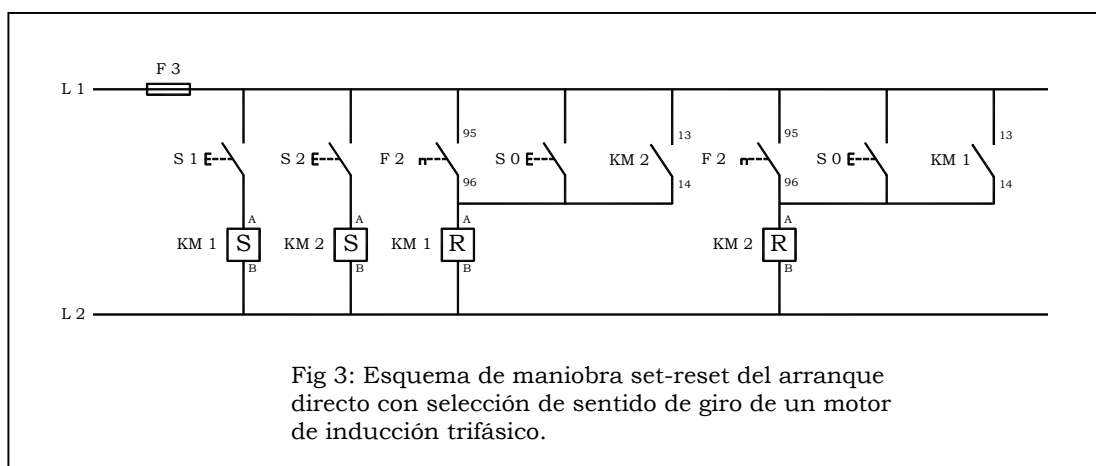 F 3
L 1
95
13
95
13
S 1
S 2
F 2
S 0
KM 2
F 2
S 0
KM 1
96
14
96
14
A
A
A
A
KM 1
S
KM 2
S
KM 1
R
KM 2
R
B
B
B
B
L 2
Fig 3: Esquema de maniobra set-reset del arranque
directo con selección de sentido de giro de un motor
de inducción trifásico.